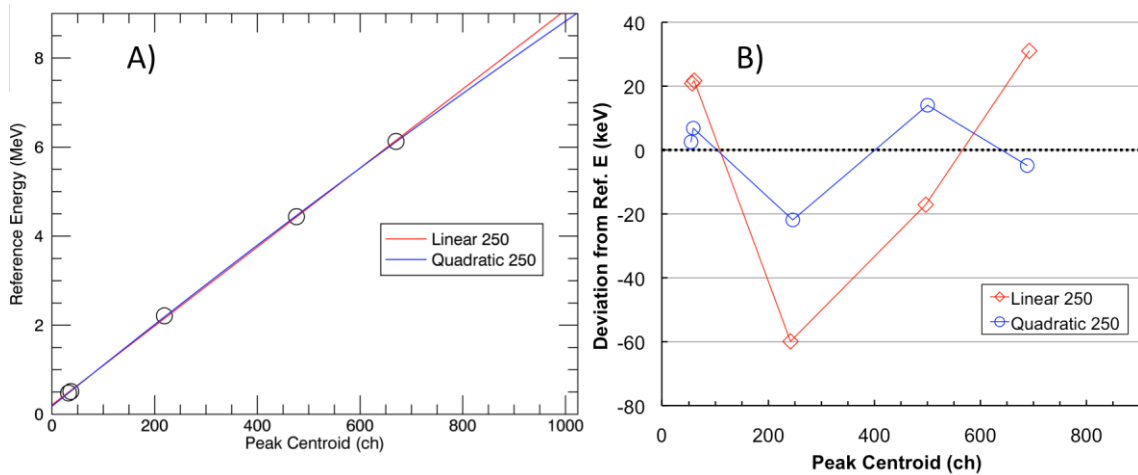 A)
Reference Energy (MeV)
8
6
4
2
0
0 200 400 600 800 1000
Peak Centroid (ch)
Linear 250
Quadratic 250
B)
Deviation from Ref. E (keV)
40
20
0
-20
-40
-60
-80
0 200 400 600 800
Peak Centroid (ch)
Linear 250
Quadratic 250